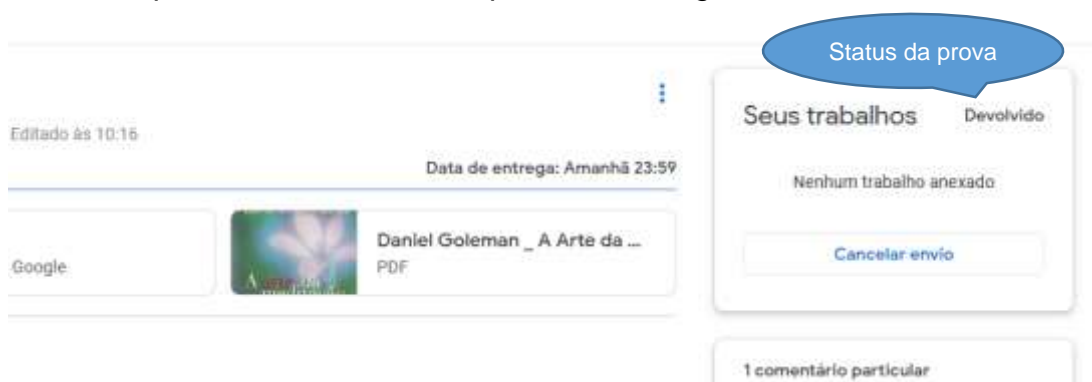 Status da prova
Seus trabalhos Devolvido
Editado às 10:16
Data de entrega: Amanhã 23:59
Nenhum trabalho anexado
Daniel Goleman _ A Arte da ...
Google
PDF
Cancelar envio
1 comentário particular